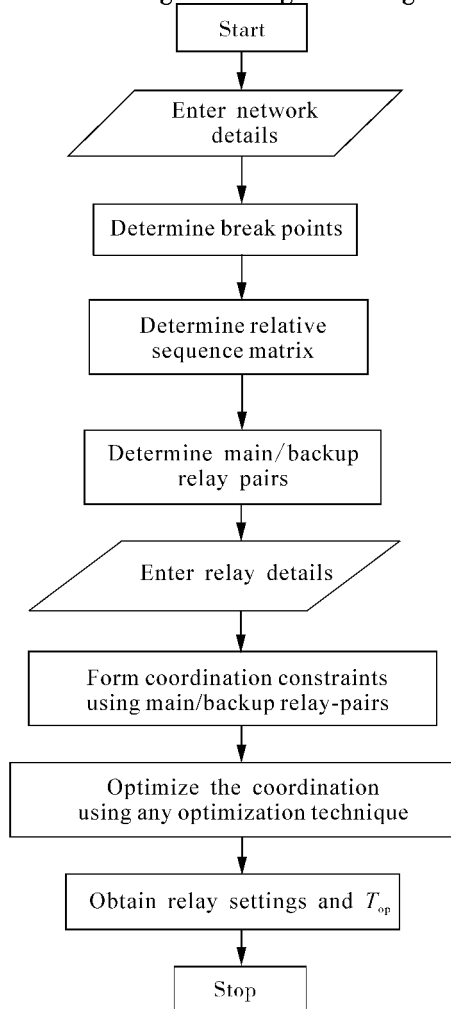 Start
Enter network
details
Determine break points
Determine relative
sequence matrix
Determine main/backup
relay pairs
Enter relay details
Form coordination constraints
using main/backup relay-pairs
Optimize the coordination
using any optimization technique
Obtain relay settings and T_op
Stop